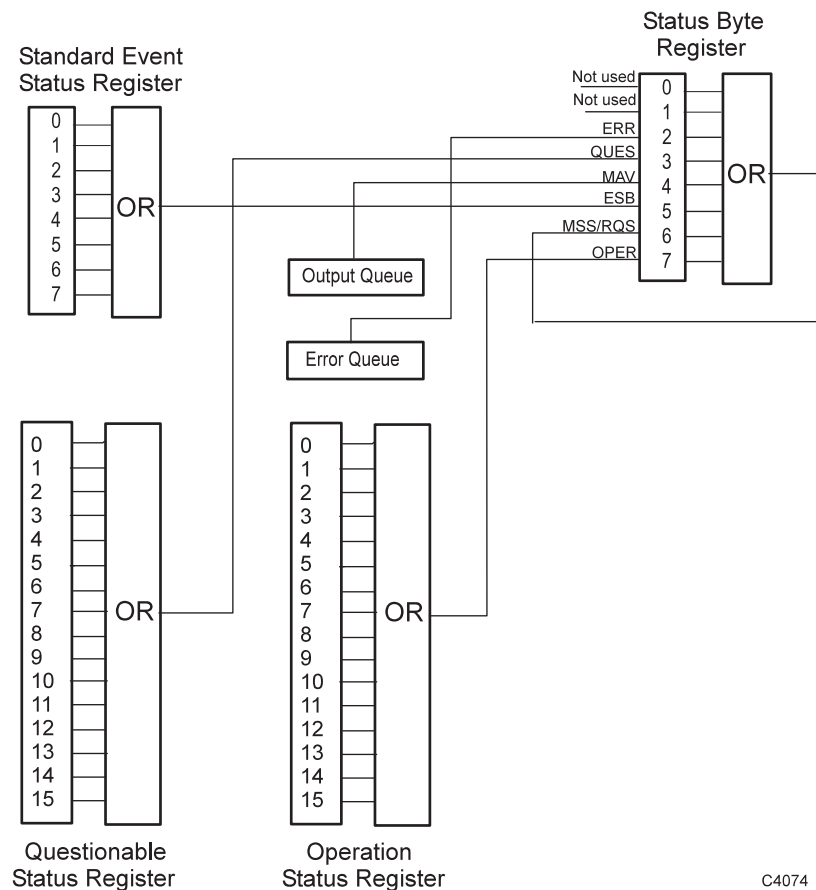 Standard Event
Status Register
0
1
2
3
4
5
6
7
OR
Status Byte
Register
Not used
Not used
ERR
QUES
MAV
ESB
MSS/RQS
OPER
0
1
2
3
4
5
6
7
OR
Output Queue
Error Queue
0
1
2
3
4
5
6
7
8
9
10
11
12
13
14
15
OR
Questionable
Status Register
0
1
2
3
4
5
6
7
8
9
10
11
12
13
14
15
OR
Operation
Status Register
C4074